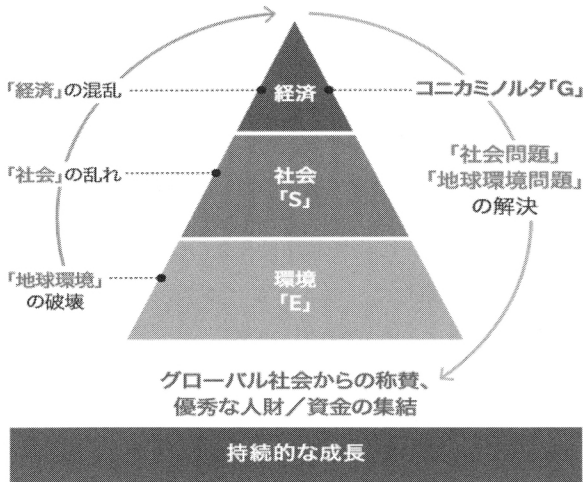 「経済」の混乱
経済
コニカミノルタ「G」
「社会」の乱れ
社会
「S」
「社会問題」
「地球環境問題」
の解決
「地球環境」
の破壊
環境
「E」
グローバル社会からの称賛、
優秀な人財／資金の集結
持続的な成長